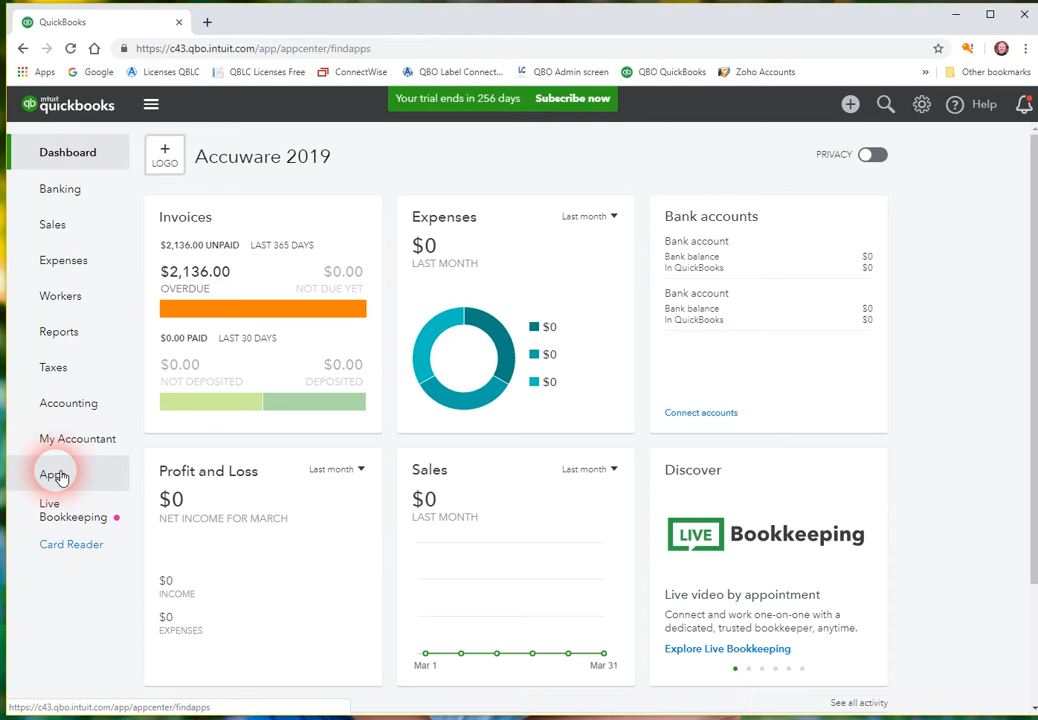 QuickBooks
https://c43.qbo.intuit.com/app/appcenter/findapps
Apps Google Licenses QBLC QBLC Licenses Free ConnectWise QBO Label Connect... QBO Admin screen QBO QuickBooks Zoho Accounts » Other bookmarks
intuit quickbooks
Your trial ends in 256 days Subscribe now
Help
Dashboard
Banking
Sales
Expenses
Workers
Reports
Taxes
Accounting
My Accountant
Live
Bookkeeping
Card Reader
+ LOGO
Accuware 2019
PRIVACY
Invoices
$2,136.00 UNPAID LAST 365 DAYS
$2,136.00 $0.00
OVERDUE NOT DUE YET
$0.00 PAID LAST 30 DAYS
$0.00 $0.00
NOT DEPOSITED DEPOSITED
Expenses Last month
$0
LAST MONTH
$0
$0
$0
Bank accounts
Bank account
Bank balance $0
In QuickBooks $0
Bank account
Bank balance $0
In QuickBooks $0
Connect accounts
Profit and Loss Last month
$0
NET INCOME FOR MARCH
$0
INCOME
$0
EXPENSES
Sales Last month
$0
LAST MONTH
Mar 1 Mar 31
Discover
LIVE Bookkeeping
Live video by appointment
Connect and work one-on-one with a
dedicated, trusted bookkeeper, anytime.
Explore Live Bookkeeping
See all activity
https://c43.qbo.intuit.com/app/appcenter/findapps